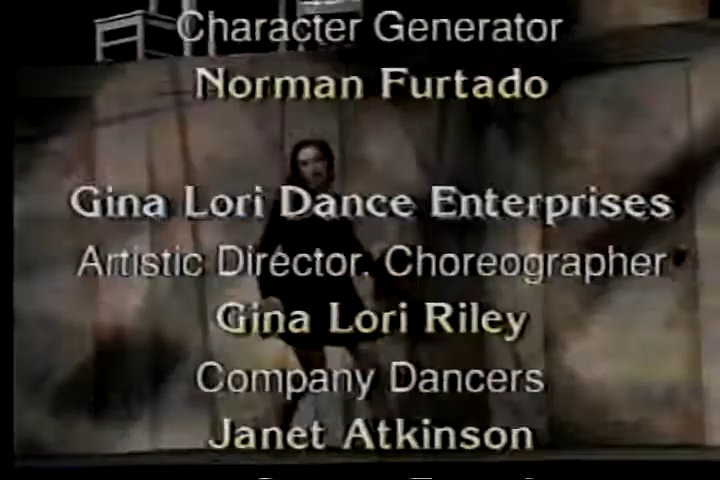 Character Generator
Norman Furtado
Gina Lori Dance Enterprises
Artistic Director, Choreographer
Gina Lori Riley
Company Dancers
Janet Atkinson